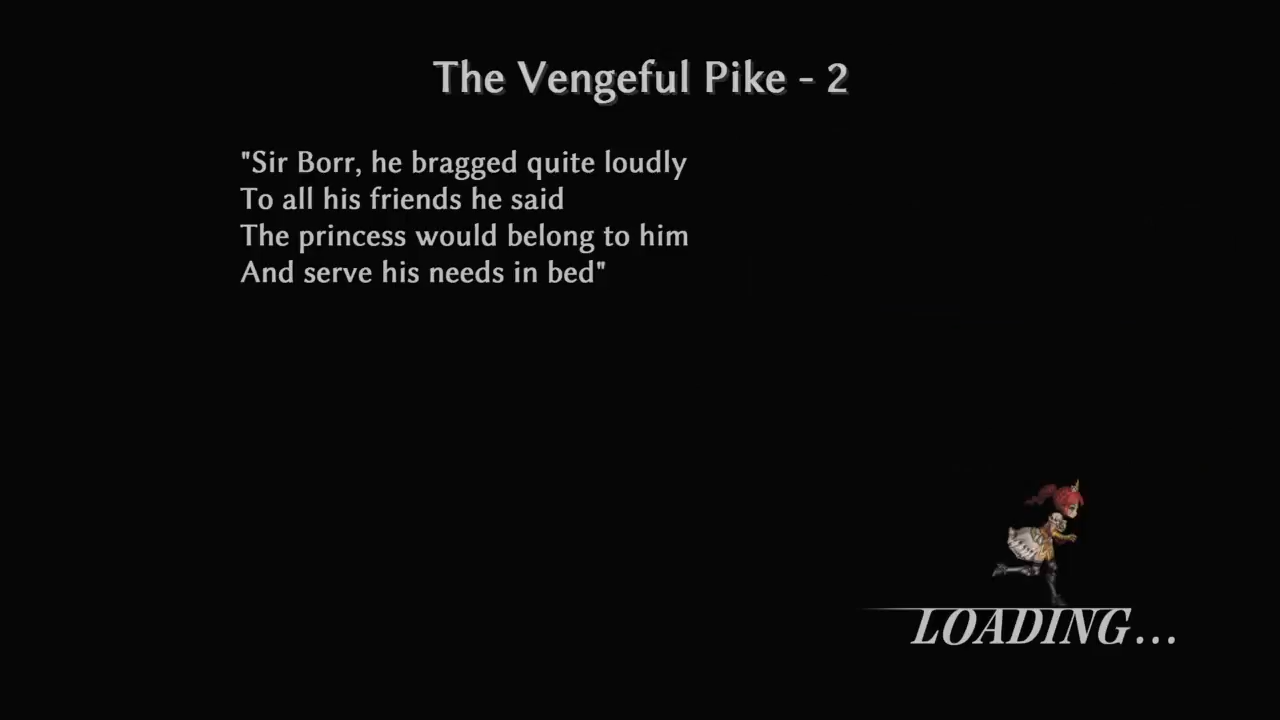 The Vengeful Pike - 2
"Sir Borr, he bragged quite loudly
To all his friends he said
The princess would belong to him
And serve his needs in bed"
LOADING...